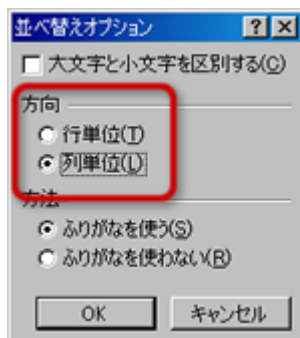 並べ替えオプション
大文字と小文字を区別する(C)
方向
行単位(T)
列単位(L)
方法
ふりがなを使う(S)
ふりがなを使わない(R)
OK キャンセル